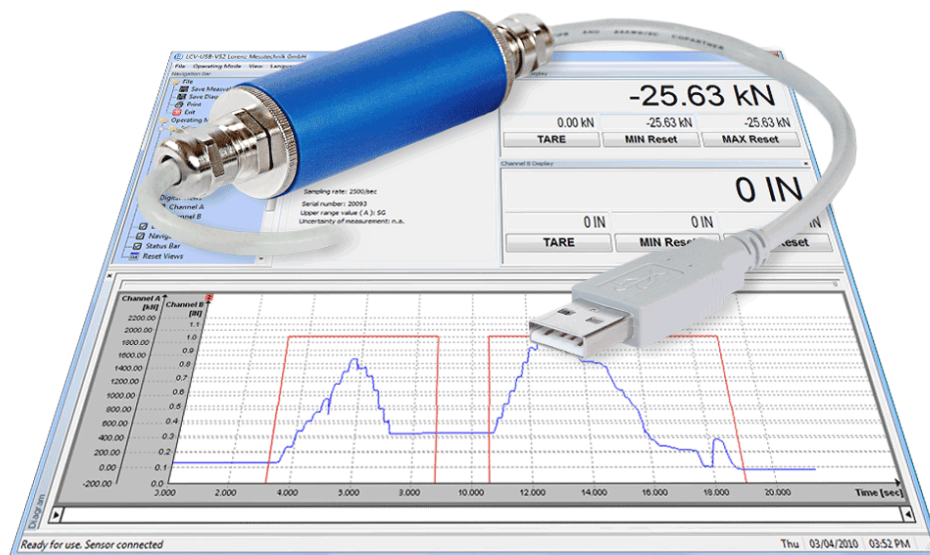 LCV-USB-VS2 Lorenz Messtechnik GmbH
File Operating Mode View
Navigation Bar
File
Save
Save
Print
Exit
Operating
-25.63 kN
0.00 kN -25.63 kN -25.63 kN
TARE MIN Reset MAX Reset
Channel B Display
0 IN
0 IN 0 IN
TARE MIN Reset
Sampling rate: 2500/sec
Serial number: 20093
Upper range value ( A ): SG
Uncertainty of measurement: n.a.
Channel A
Channel B
Status Bar
Reset Views
Channel A
[kN]
Channel B
[IN]
2200.00
2000.00
1800.00
1600.00
1400.00
1200.00
1000.00
800.00
600.00
400.00
200.00
0.00
-200.00
1.1
1.0
0.9
0.8
0.7
0.6
0.5
0.4
0.3
0.2
0.1
0.0
3.000 2.000 4.000 5.000 8.000 10.000 12.000 14.000 16.000 18.000 20.000 Time [sec]
Diagram
Ready for use. Sensor connected
Thu 03/04/2010 03:52 PM